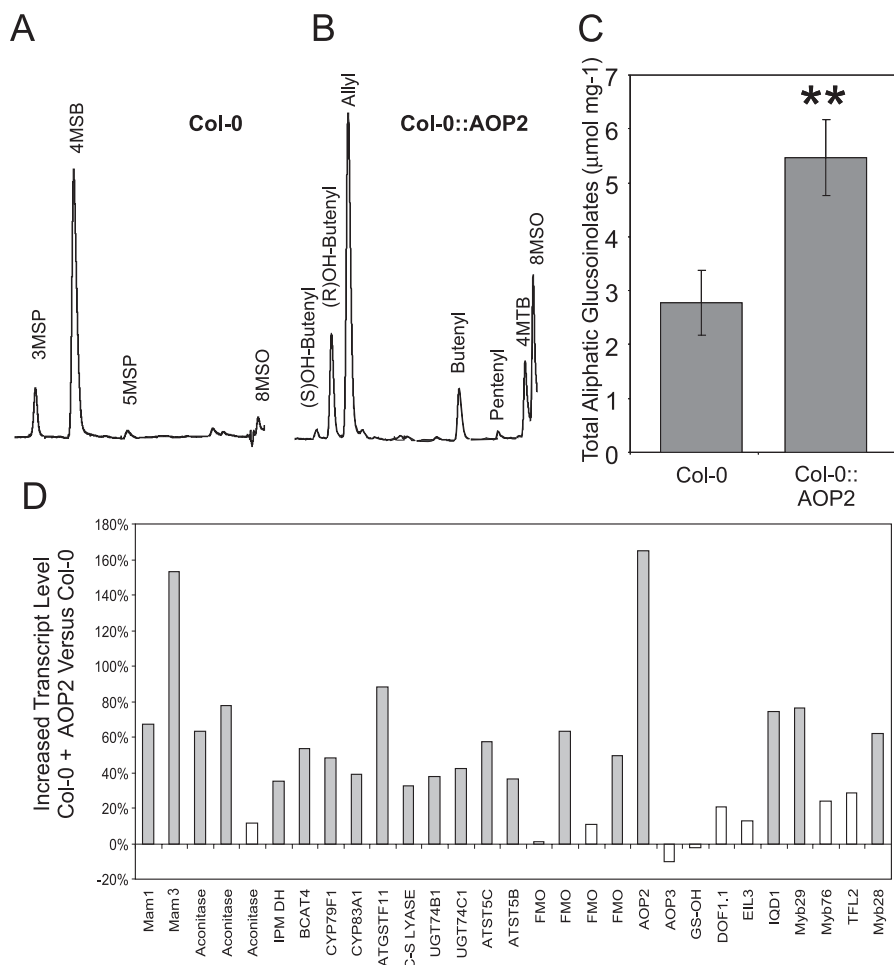 A
B
C
Col-0
3MSP
4MSB
5MSP
8MSO
Col-0::AOP2
(S)OH-Butenyl
(R)OH-Butenyl
Allyl
Butenyl
Pentenyl
4MTB
8MSO
Total Aliphatic Glucsoinolates (μmol mg-1)
7
6
5
4
3
2
1
0
**
Col-0
Col-0::
AOP2
D
Increased Transcript Level
Col-0 + AOP2 Versus Col-0
180%
160%
140%
120%
100%
80%
60%
40%
20%
0%
-20%
Mam1
Mam 3
Aconitase
Aconitase
Aconitase
IPM DH
BCAT4
CYP79F1
CYP83A1
ATGSTF11
C-S LYASE
UGT74B1
UGT74C1
ATST5C
ATST5B
FMO
FMO
FMO
FMO
AOP2
AOP3
GS-OH
DOF1.1
EIL3
IQD1
Myb29
Myb76
TFL2
Myb28